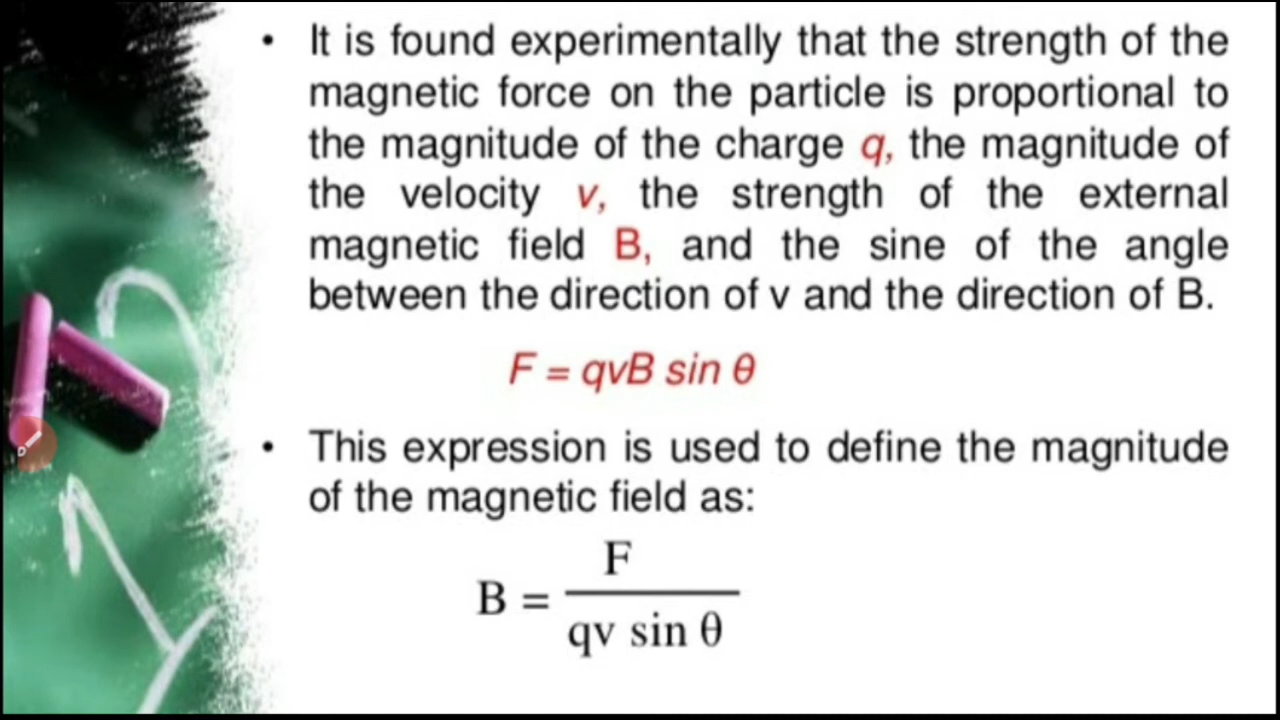 • It is found experimentally that the strength of the
magnetic force on the particle is proportional to
the magnitude of the charge q, the magnitude of
the velocity v, the strength of the external
magnetic field B, and the sine of the angle
between the direction of v and the direction of B.
F = qvB sin θ
• This expression is used to define the magnitude
of the magnetic field as:
F
B =
qv sin θ